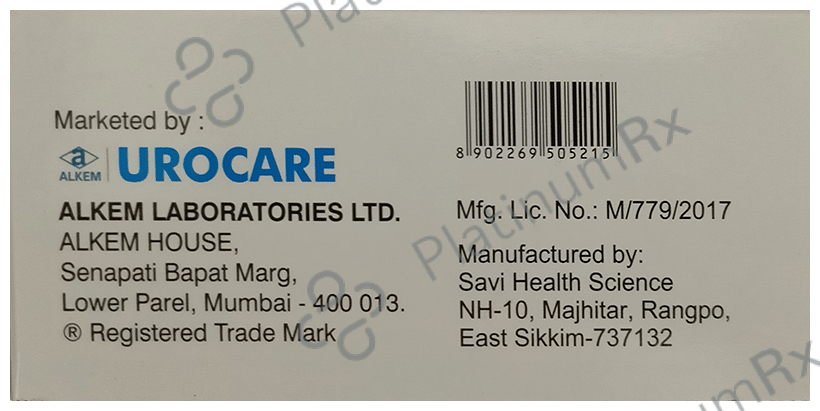 Marketed by :
ALKEM UROCARE
ALKEM LABORATORIES LTD.
ALKEM HOUSE,
Senapati Bapat Marg,
Lower Parel, Mumbai - 400 013.
® Registered Trade Mark
8 902269 505215
Mfg. Lic. No.: M/779/2017
Manufactured by:
Savi Health Science
NH-10, Majhitar, Rangpo,
East Sikkim-737132
PlatinumRx